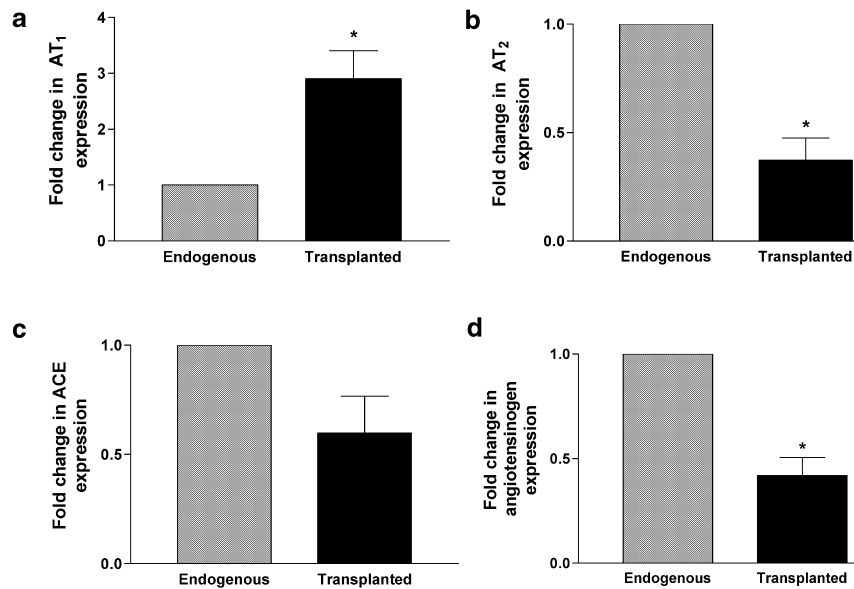 a
Fold change in AT1
expression
4
3
2
1
0
*
Endogenous
Transplanted
b
Fold change in AT2
expression
1.0
0.5
0.0
*
Endogenous
Transplanted
c
Fold change in ACE
expression
1.0
0.5
0.0
Endogenous
Transplanted
d
Fold change in
angiotensinogen
expression
1.0
0.5
0.0
*
Endogenous
Transplanted